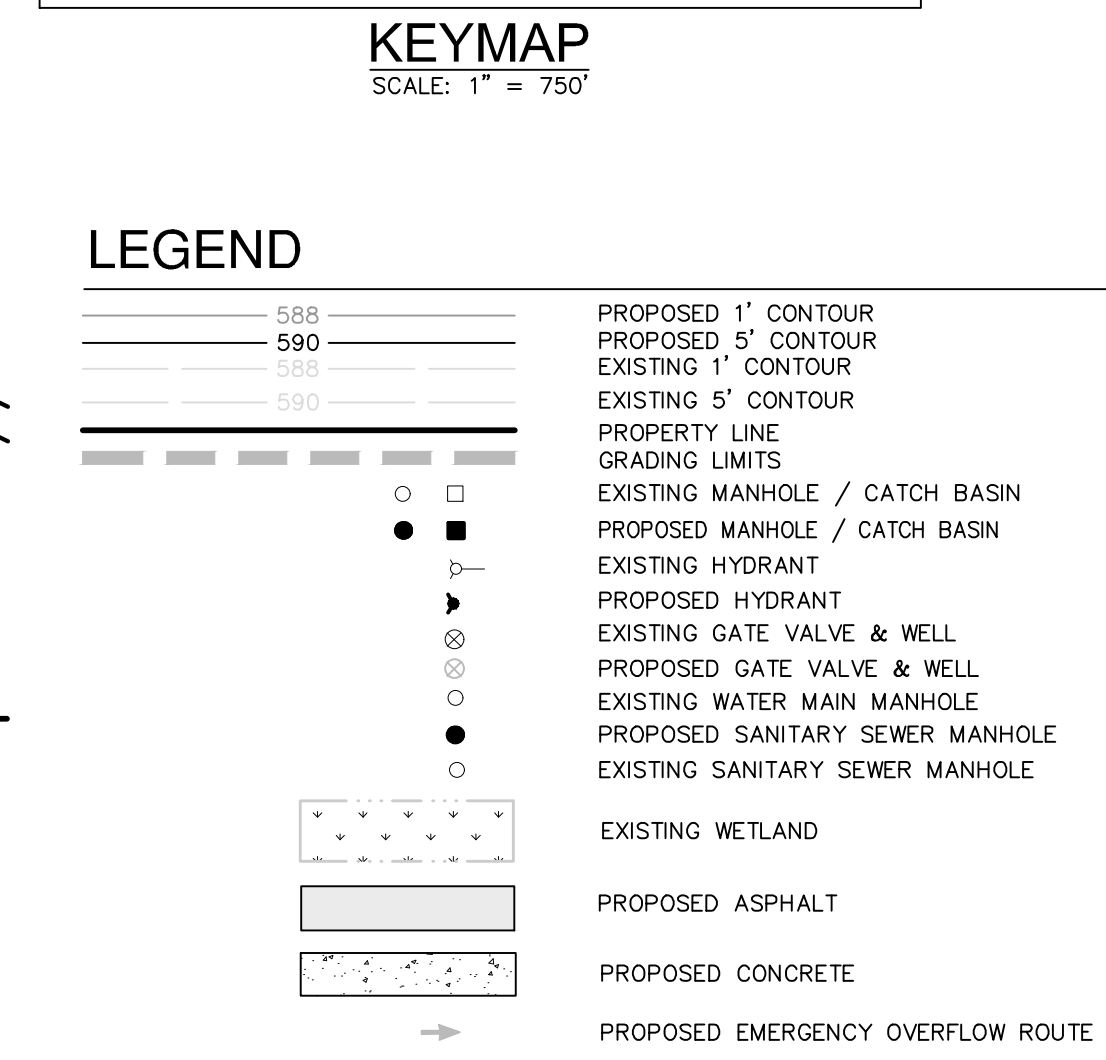 KEYMAP
SCALE: 1" = 750'
LEGEND
588 PROPOSED 1' CONTOUR
590 PROPOSED 5' CONTOUR
588 EXISTING 1' CONTOUR
590 EXISTING 5' CONTOUR
PROPERTY LINE
GRADING LIMITS
EXISTING MANHOLE / CATCH BASIN
PROPOSED MANHOLE / CATCH BASIN
EXISTING HYDRANT
PROPOSED HYDRANT
EXISTING GATE VALVE & WELL
PROPOSED GATE VALVE & WELL
EXISTING WATER MAIN MANHOLE
PROPOSED SANITARY SEWER MANHOLE
EXISTING SANITARY SEWER MANHOLE
EXISTING WETLAND
PROPOSED ASPHALT
PROPOSED CONCRETE
PROPOSED EMERGENCY OVERFLOW ROUTE